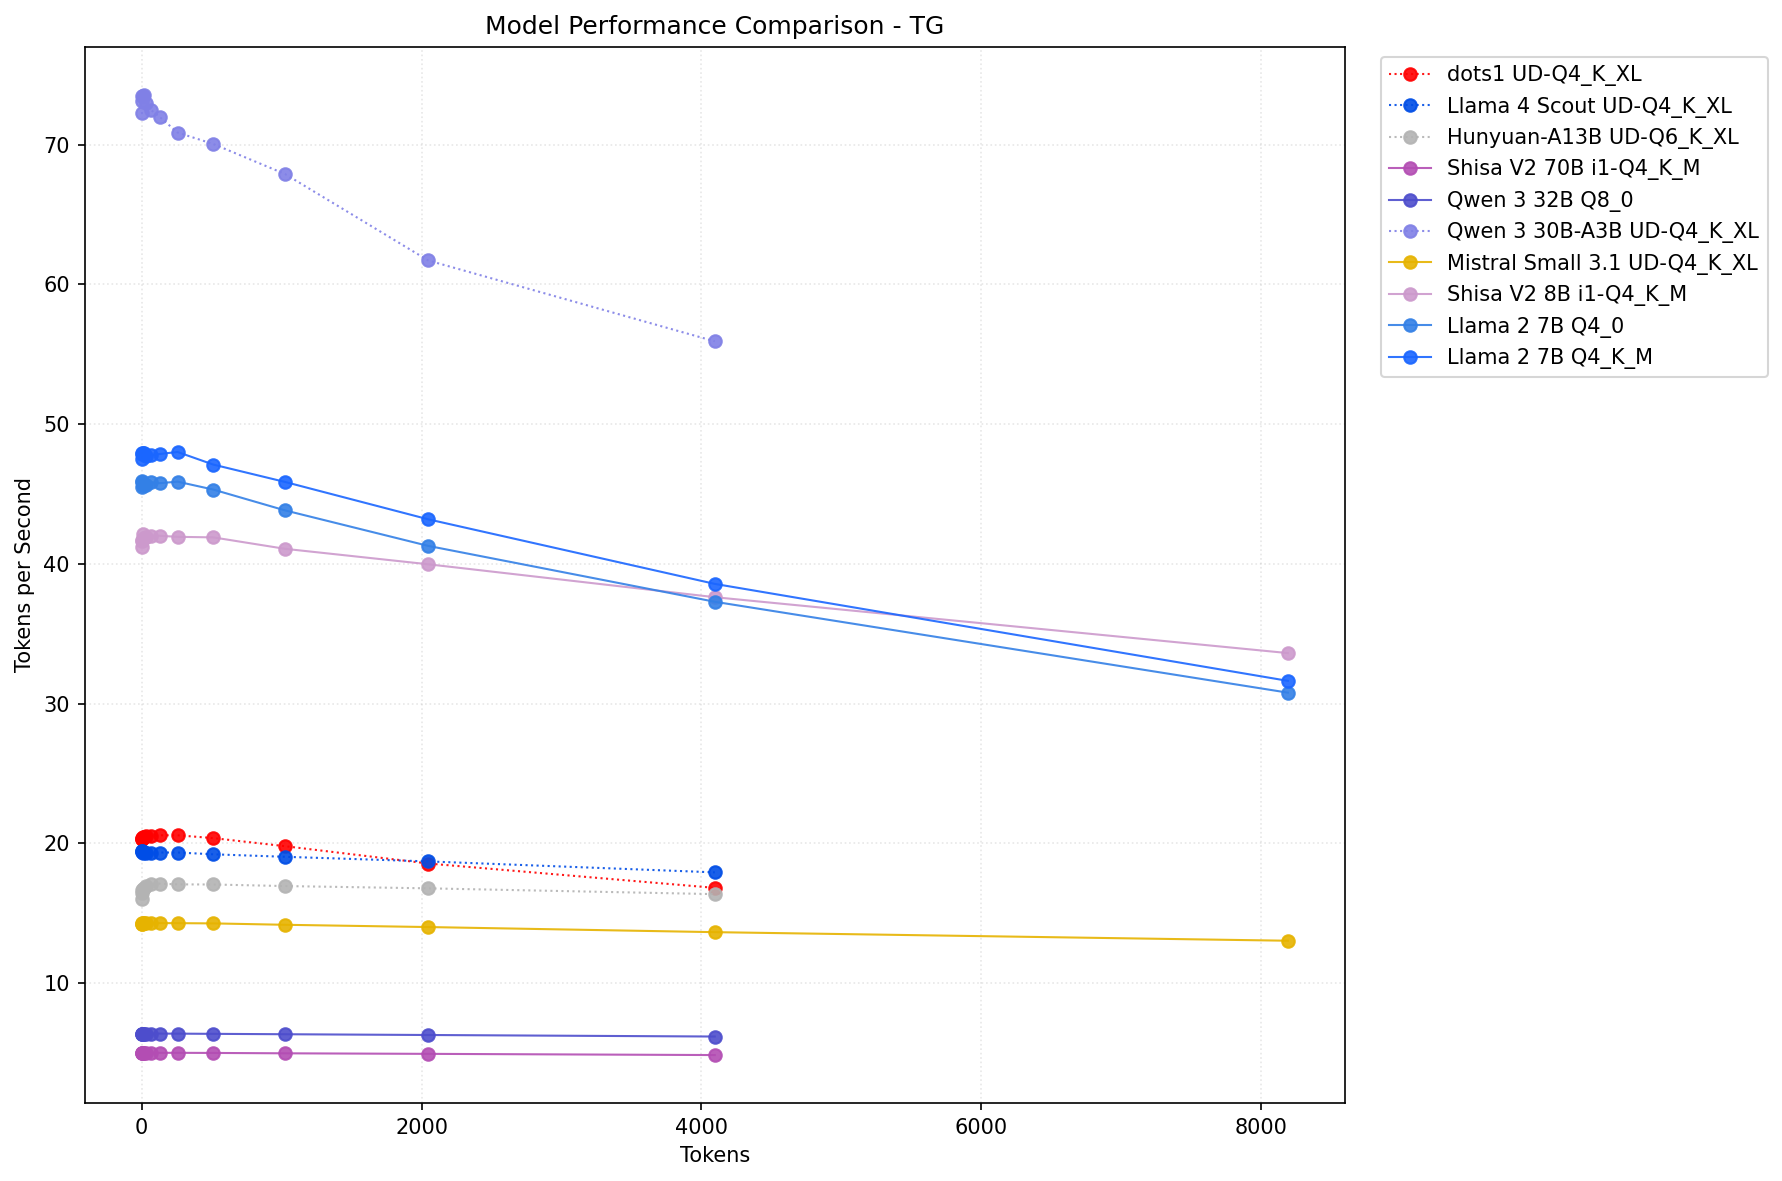 Model Performance Comparison - TG
Tokens per Second
70
60
50
40
30
20
10
0
2000
4000
6000
8000
Tokens
dots1 UD-Q4_K_XL
Llama 4 Scout UD-Q4_K_XL
Hunyuan-A13B UD-Q6_K_XL
Shisa V2 70B i1-Q4_K_M
Qwen 3 32B Q8_0
Qwen 3 30B-A3B UD-Q4_K_XL
Mistral Small 3.1 UD-Q4_K_XL
Shisa V2 8B i1-Q4_K_M
Llama 2 7B Q4_0
Llama 2 7B Q4_K_M